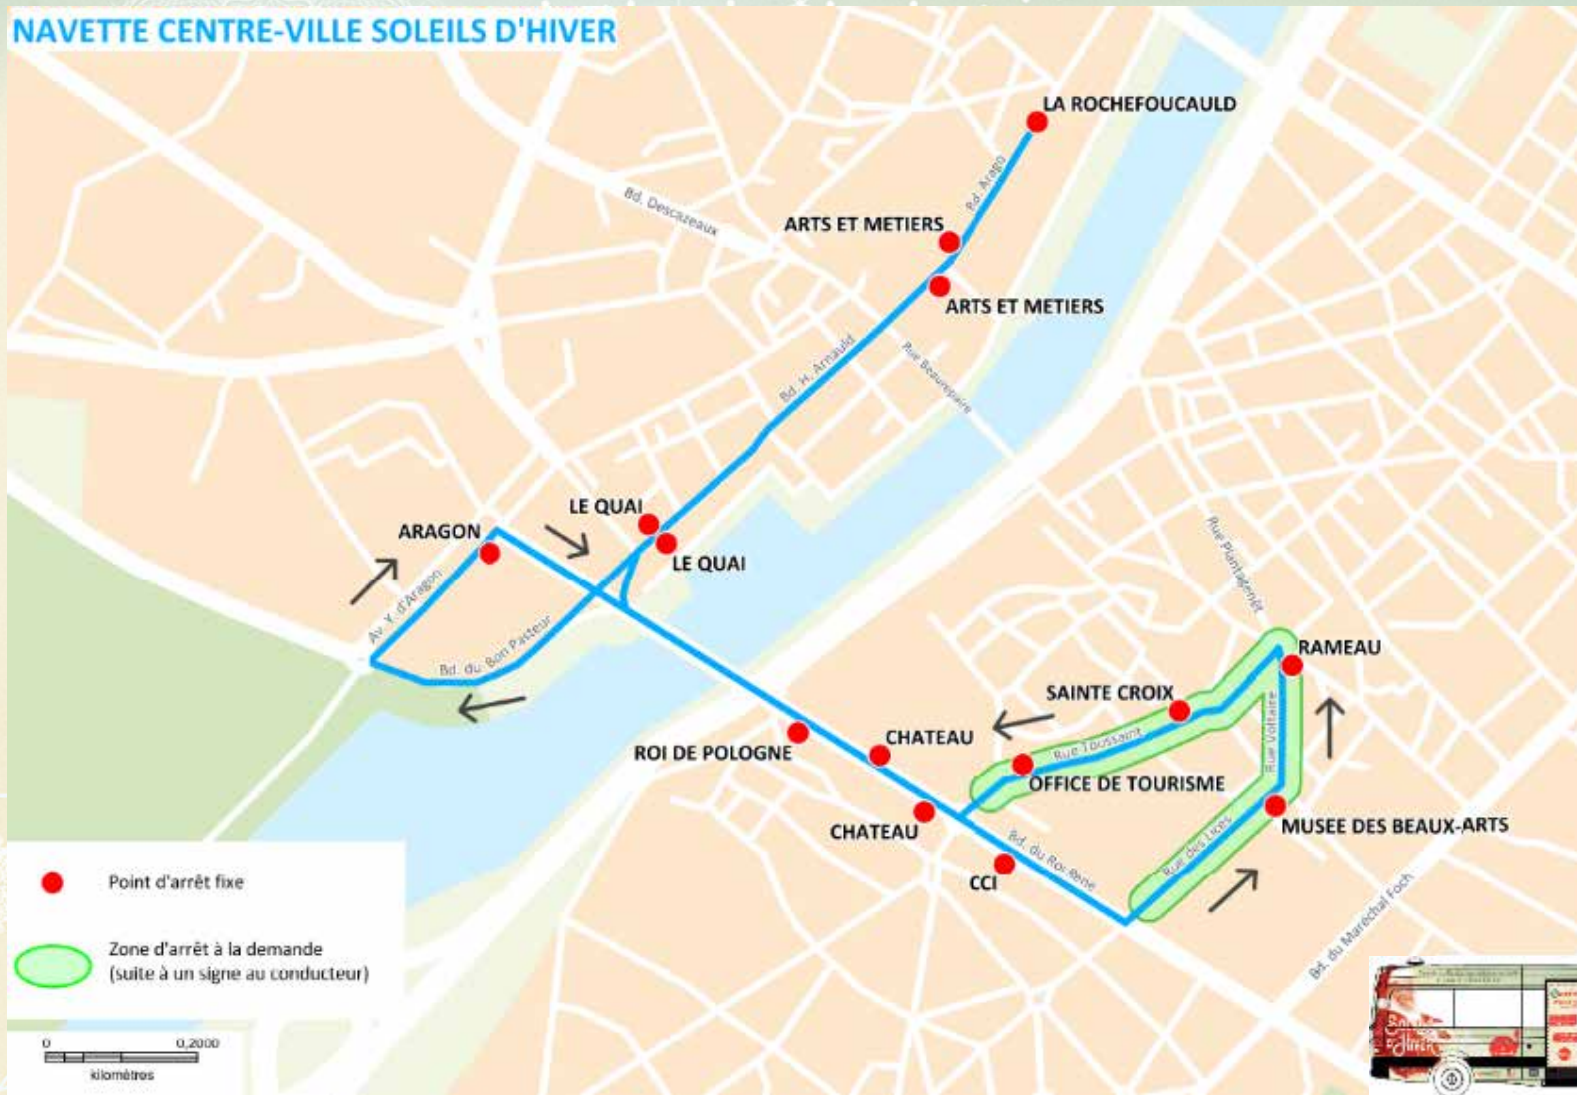 NAVETTE CENTRE-VILLE SOLEILS D'HIVER
LA ROCHEFOUCAULD
Bd. Arago
Bd. Descazeaux
ARTS ET METIERS
ARTS ET METIERS
Bd. H. Arnauld
Rue Beaurepaire
LE QUAI
ARAGON
LE QUAI
Rue Plantagenêt
Av. Y. d'Aragon
Bd. du Bon Pasteur
RAMEAU
SAINTE CROIX
Rue Voltaire
CHATEAU
Rue Toussaint
ROI DE POLOGNE
OFFICE DE TOURISME
CHATEAU
MUSEE DES BEAUX-ARTS
Bd. du Roi Rene
Rue des Lices
CCI
Bd. du Maréchal Foch
Point d'arrêt fixe
Zone d'arrêt à la demande
(suite à un signe au conducteur)
0 0,2000
kilomètres